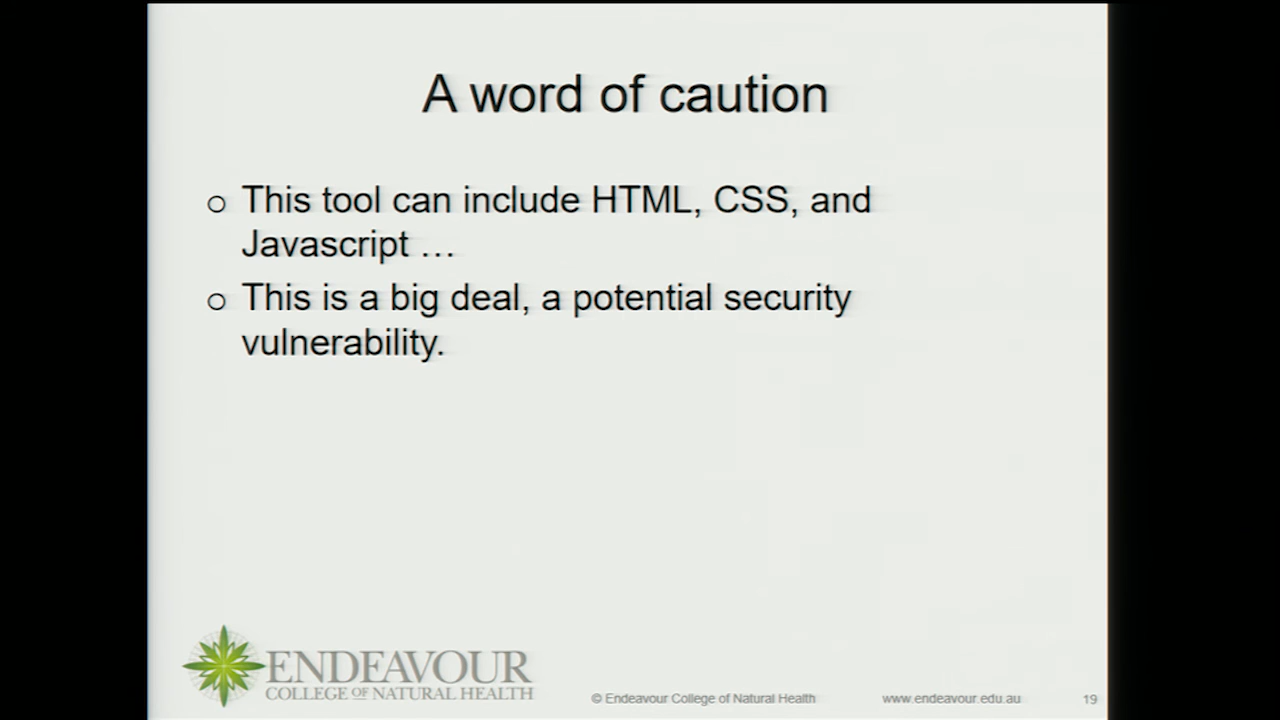 A word of caution
This tool can include HTML, CSS, and
Javascript …
This is a big deal, a potential security
vulnerability.
ENDEAVOUR
COLLEGE OF NATURAL HEALTH
© Endeavour College of Natural Health
www.endeavour.edu.au
19